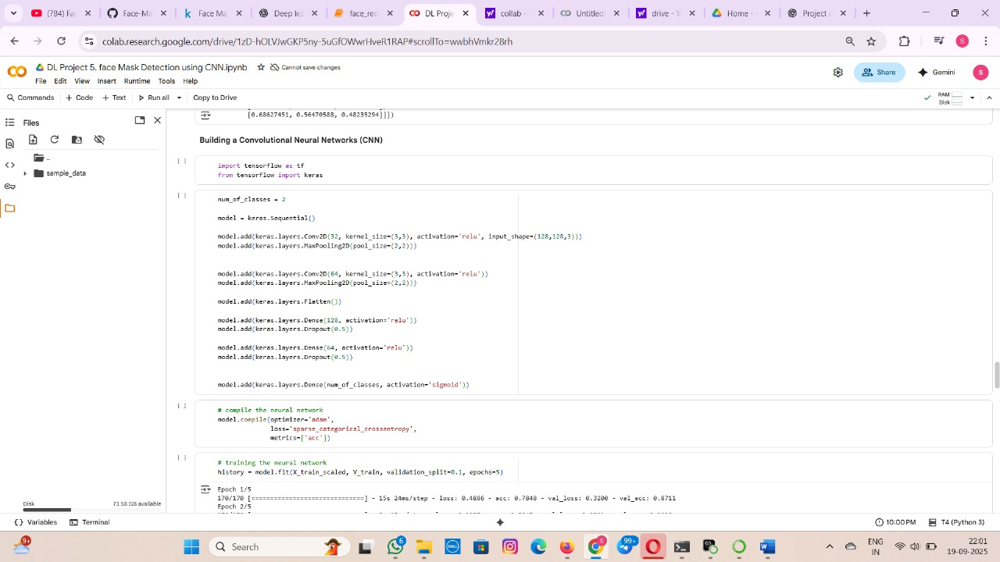 (784) Fac
Face-Ma
Face Ma
Deep lea
face_rec
DL Proje
collab -
Untitled
drive - Y
Home -
Project c
colab.research.google.com/drive/1zD-hOLVJwGKP5ny-5uGfOWwrHveR1RAP#scrollTo=wwbhVmkr28rh
S
DL Project 5. face Mask Detection using CNN.ipynb
Cannot save changes
Share
Gemini
S
File Edit View Insert Runtime Tools Help
Commands + Code + Text Run all Copy to Drive
RAM
Disk
Files
..
sample_data
[0.68627451, 0.56470588, 0.48235294]]])
Building a Convolutional Neural Networks (CNN)
[ ] import tensorflow as tf
from tensorflow import keras
[ ] num_of_classes = 2
model = keras.Sequential()
model.add(keras.layers.Conv2D(32, kernel_size=(3,3), activation='relu', input_shape=(128,128,3)))
model.add(keras.layers.MaxPooling2D(pool_size=(2,2)))
model.add(keras.layers.Conv2D(64, kernel_size=(3,3), activation='relu'))
model.add(keras.layers.MaxPooling2D(pool_size=(2,2)))
model.add(keras.layers.Flatten())
model.add(keras.layers.Dense(128, activation='relu'))
model.add(keras.layers.Dropout(0.5))
model.add(keras.layers.Dense(64, activation='relu'))
model.add(keras.layers.Dropout(0.5))
model.add(keras.layers.Dense(num_of_classes, activation='sigmoid'))
[ ] # compile the neural network
model.compile(optimizer='adam',
loss='sparse_categorical_crossentropy',
metrics=['acc'])
[ ] # training the neural network
history = model.fit(X_train_scaled, Y_train, validation_split=0.1, epochs=5)
Epoch 1/5
170/170 [==============================] - 15s 24ms/step - loss: 0.4886 - acc: 0.7848 - val_loss: 0.3200 - val_acc: 0.8711
Epoch 2/5
Disk 73.58 GB available
Variables Terminal
10:00 PM T4 (Python 3)
9+
Search
6
99+
ENG
IN
22:01
19-09-2025